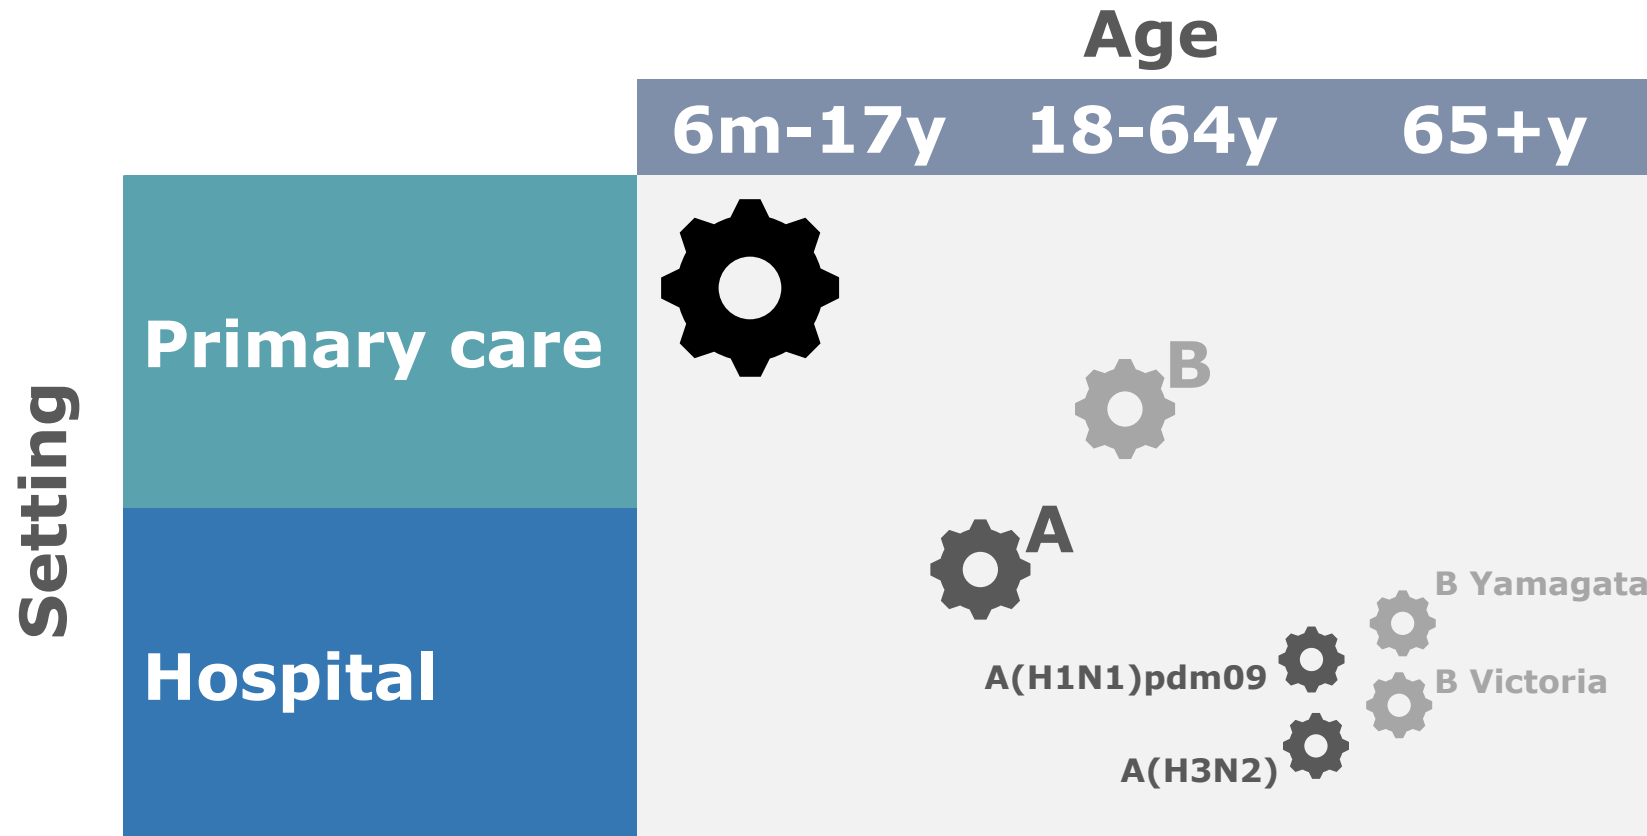 Age
6m-17y 18-64y 65+y
Setting
Primary care
B
A
Hospital
B Yamagata
A(H1N1)pdm09
B Victoria
A(H3N2)